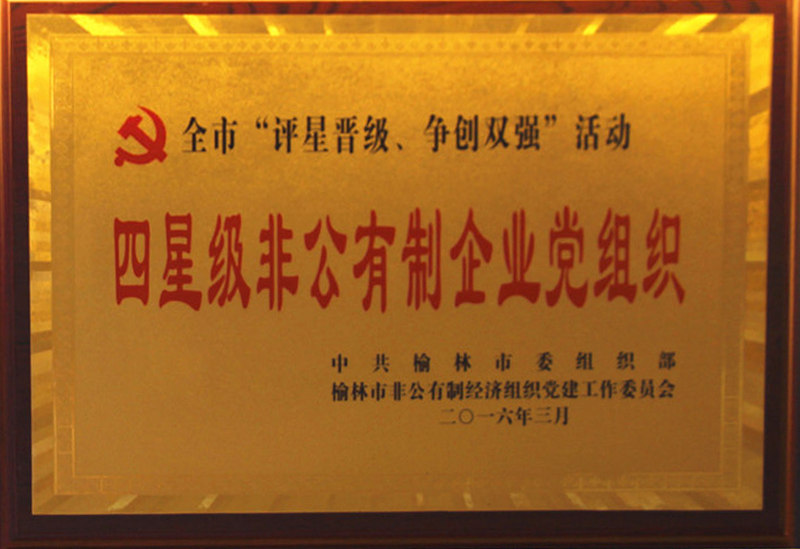 全市“评星晋级、争创双强”活动
四星级非公有制企业党组织
中共榆林市委组织部
榆林市非公有制经济组织党建工作委员会
二〇一六年三月